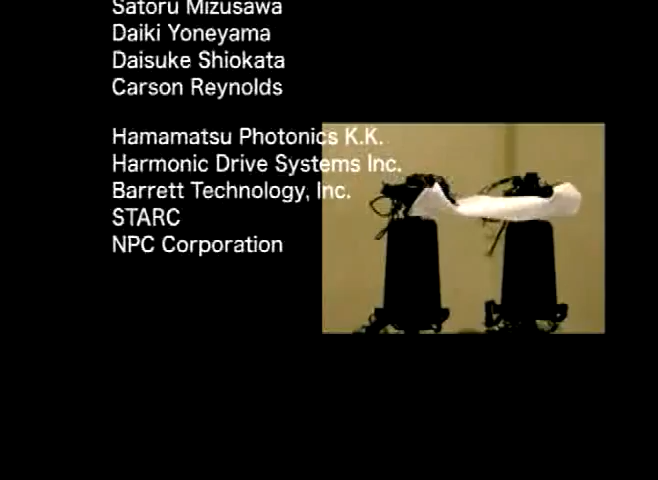 Satoru Mizusawa
Daiki Yoneyama
Daisuke Shiokata
Carson Reynolds
Hamamatsu Photonics K.K.
Harmonic Drive Systems Inc.
Barrett Technology, Inc.
STARC
NPC Corporation